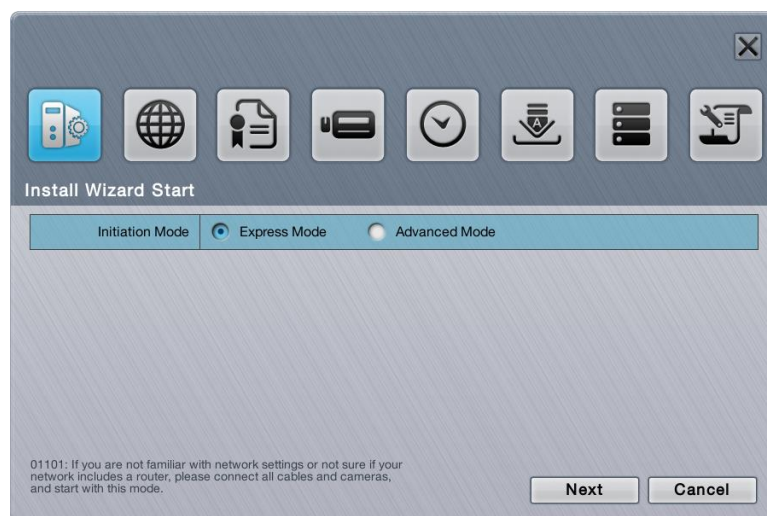 Install Wizard Start
Initiation Mode Express Mode Advanced Mode
01101: If you are not familiar with network settings or not sure if your
network includes a router, please connect all cables and cameras,
and start with this mode.
Next Cancel